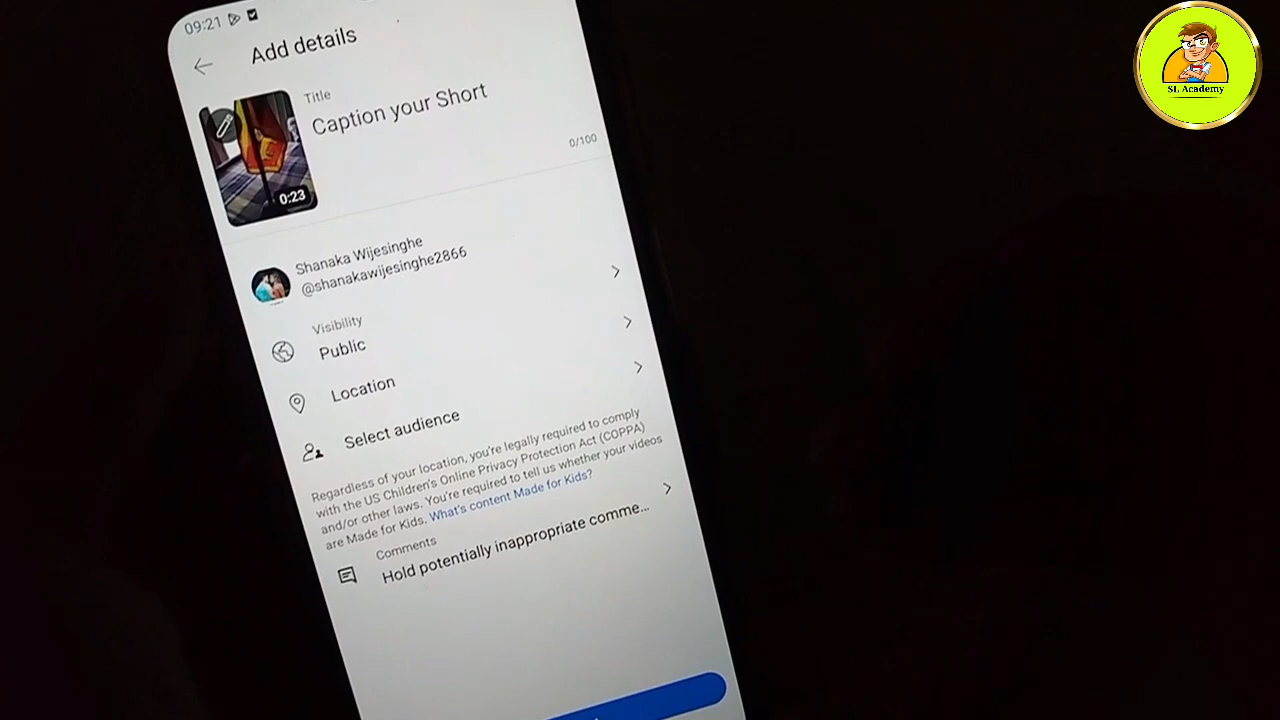 09:21
Add details
Title
Caption your Short
0/100
0:23
Shanaka Wijesinghe
@shanakawijesinghe2866
Visibility
Public
Location
Select audience
Regardless of your location, you're legally required to comply
with the US Children's Online Privacy Protection Act (COPPA)
and/or other laws. You're required to tell us whether your videos
are Made for Kids. What's content Made for Kids?
Comments
Hold potentially inappropriate comme...
SL Academy